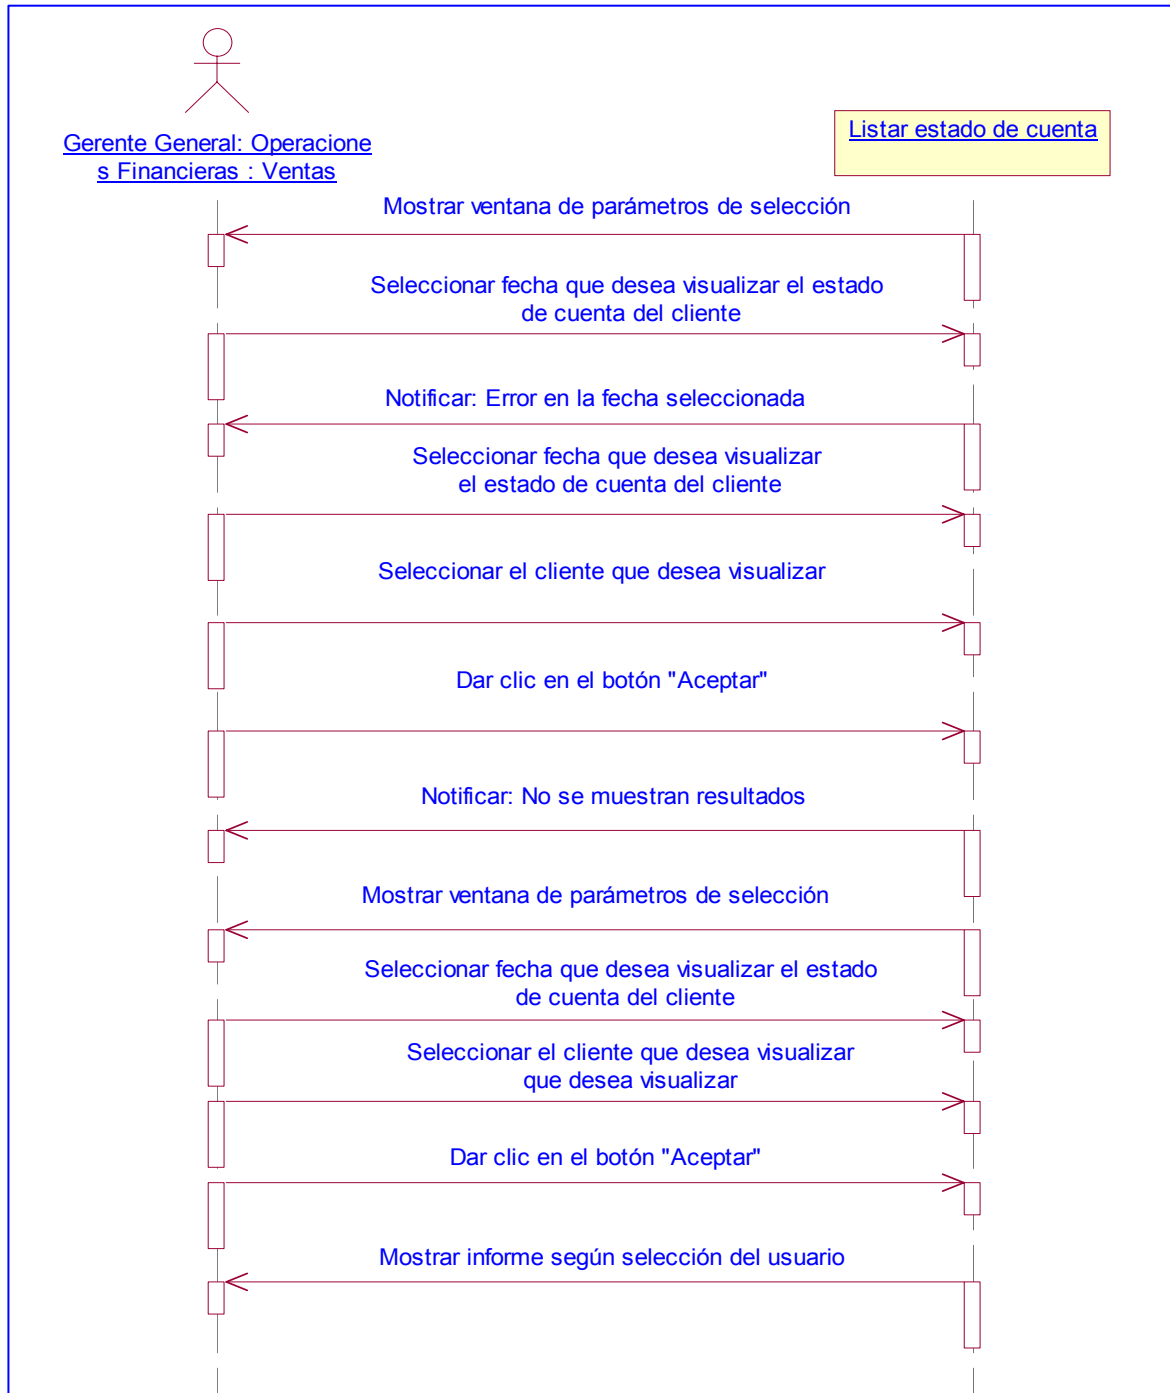 Gerente General: Operacione
s Financieras : Ventas
Listar estado de cuenta
Mostrar ventana de parámetros de selección
Seleccionar fecha que desea visualizar el estado
de cuenta del cliente
Notificar: Error en la fecha seleccionada
Seleccionar fecha que desea visualizar
el estado de cuenta del cliente
Seleccionar el cliente que desea visualizar
Dar clic en el botón "Aceptar"
Notificar: No se muestran resultados
Mostrar ventana de parámetros de selección
Seleccionar fecha que desea visualizar el estado
de cuenta del cliente
Seleccionar el cliente que desea visualizar
que desea visualizar
Dar clic en el botón "Aceptar"
Mostrar informe según selección del usuario